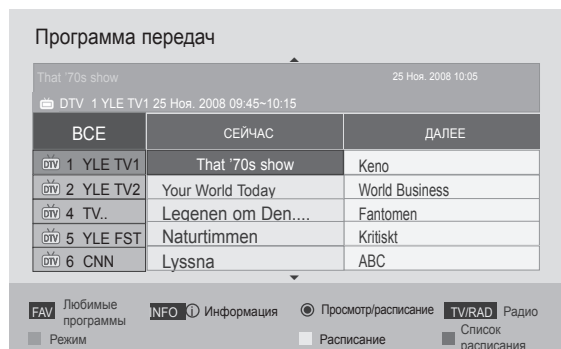 Программа передач
That '70s show 25 Ноя. 2008 10:05
DTV 1 YLE TV1 25 Ноя. 2008 09:45~10:15
ВСЕ СЕЙЧАС ДАЛЕЕ
DTV 1 YLE TV1 That '70s show Keno
DTV 2 YLE TV2 Your World Today World Business
DTV 4 TV.. Legenen om Den.... Fantomen
DTV 5 YLE FST Naturtimmen Kritiskt
DTV 6 CNN Lyssna ABC
FAV Любимые программы INFO i Информация Просмотр/расписание TV/RAD Радио
Режим Расписание Список расписания